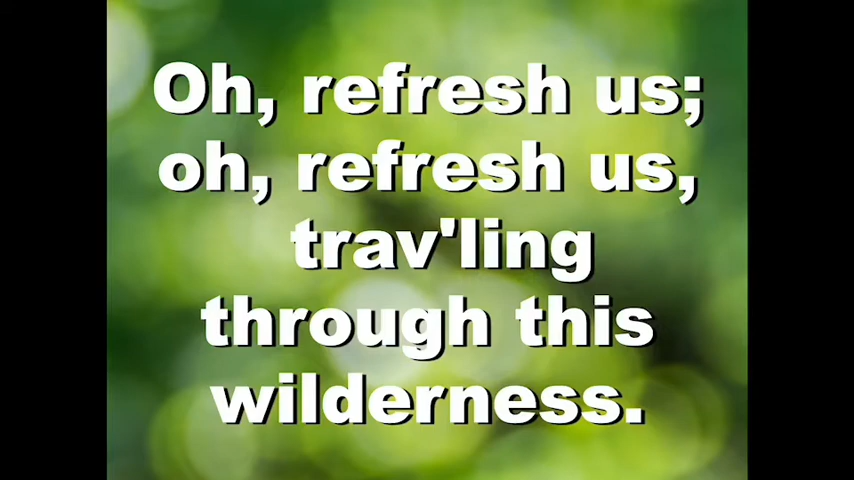 Oh, refresh us;
oh, refresh us,
trav'ling
through this
wilderness.